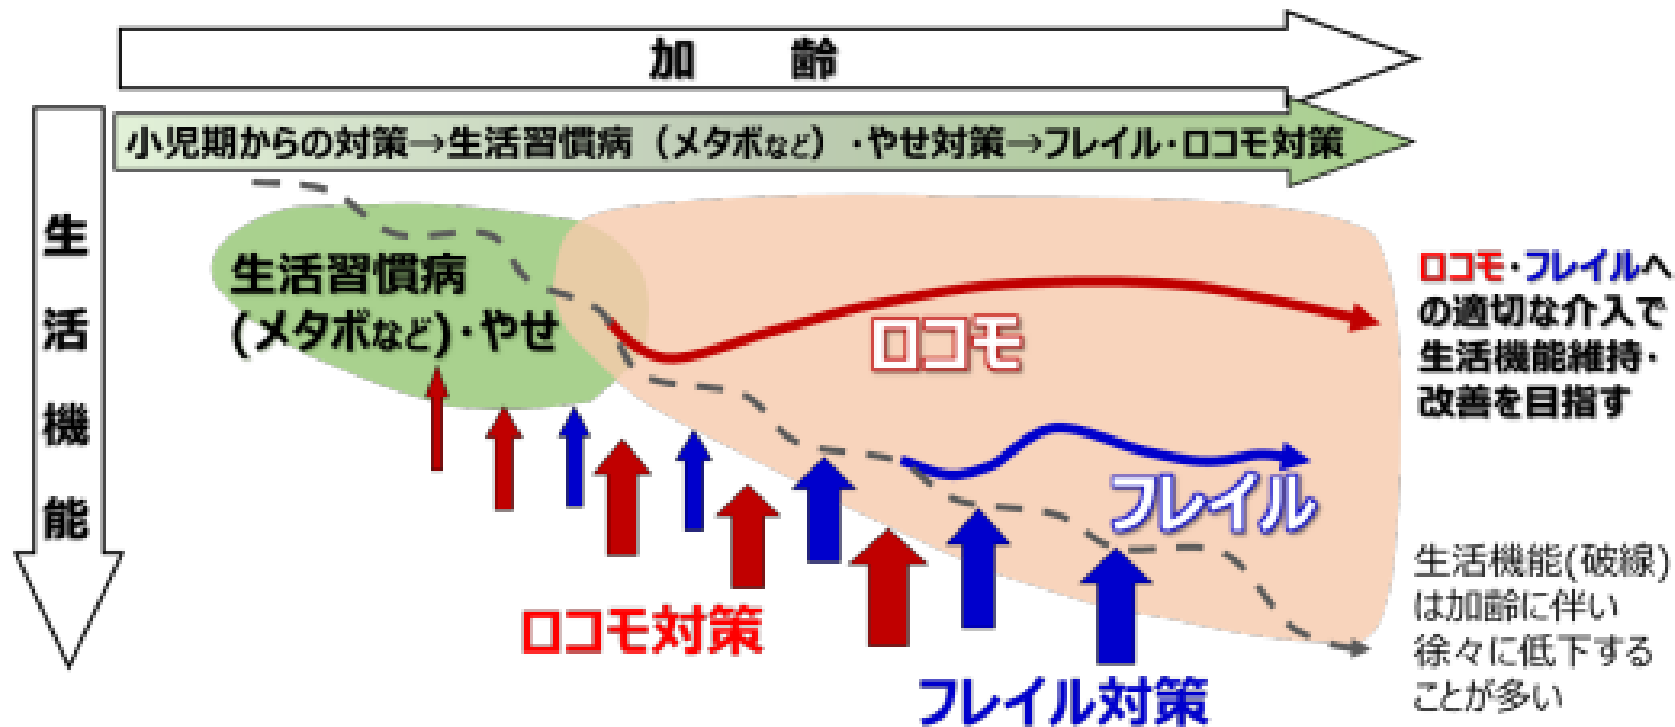 加 齢
小児期からの対策→生活習慣病（メタボなど）・やせ対策→フレイル・ロコモ対策
生活機能
生活習慣病
(メタボなど)・やせ
ロコモ
フレイル
ロコモ対策
フレイル対策
ロコモ・フレイルへ
の適切な介入で
生活機能維持・
改善を目指す
生活機能(破線)
は加齢に伴い
徐々に低下する
ことが多い